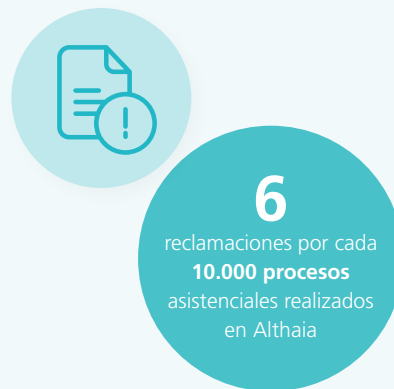 6
reclamaciones por cada
10.000 procesos
asistenciales realizados
en Althaia